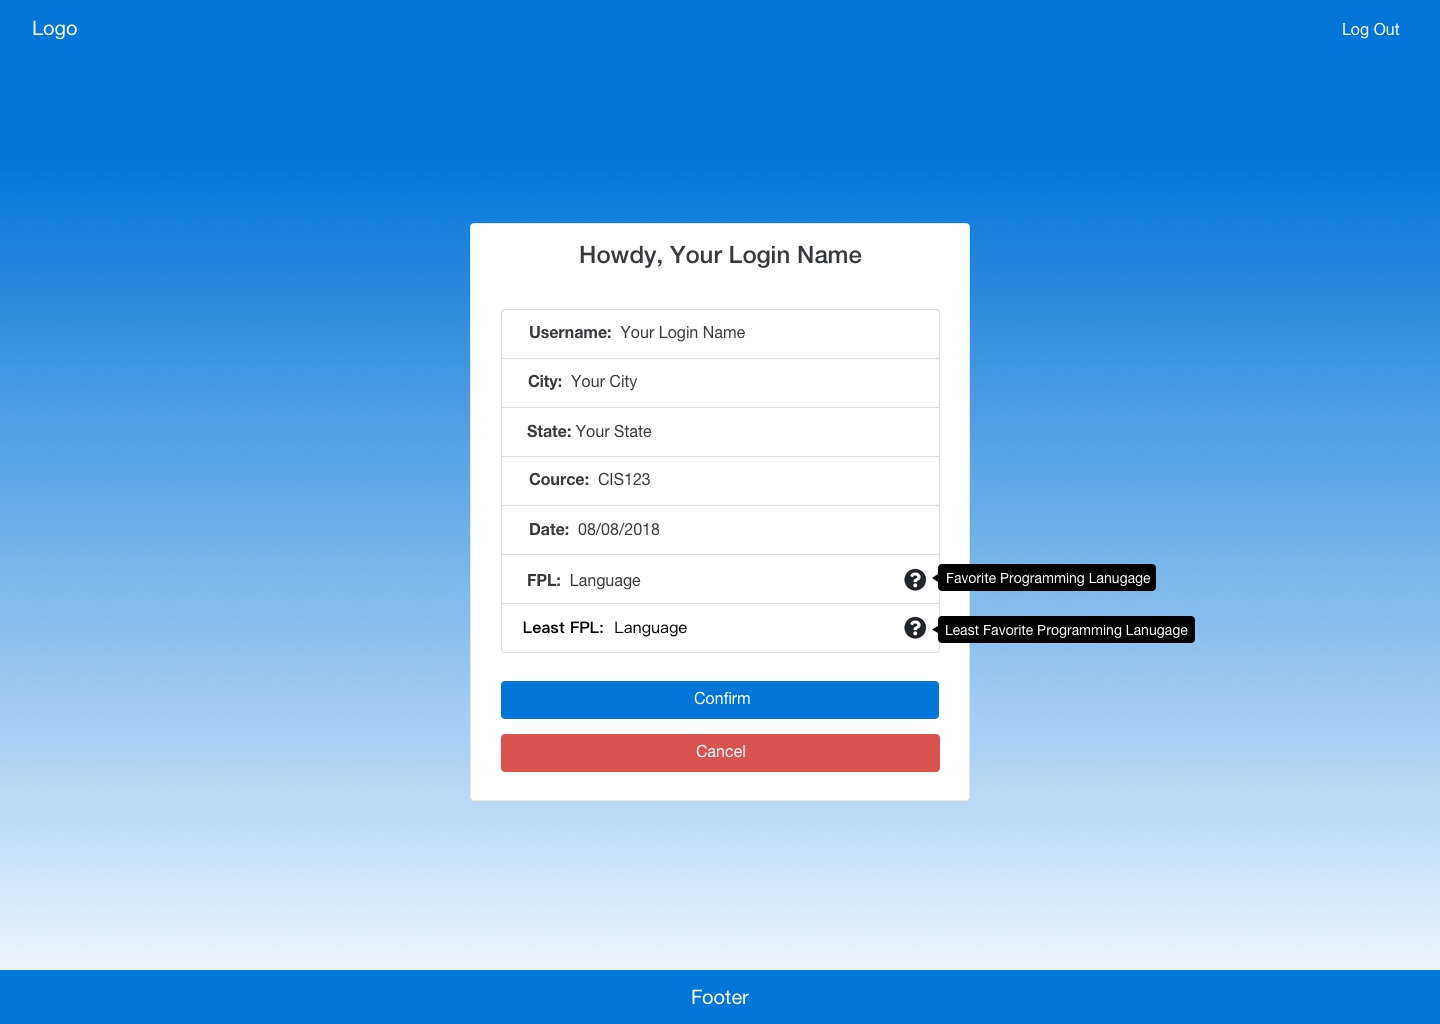 Logo
Log Out
Howdy, Your Login Name
Username: Your Login Name
City: Your City
State: Your State
Cource: CIS123
Date: 08/08/2018
FPL: Language
Favorite Programming Lanugage
Least FPL: Language
Least Favorite Programming Lanugage
Confirm
Cancel
Footer